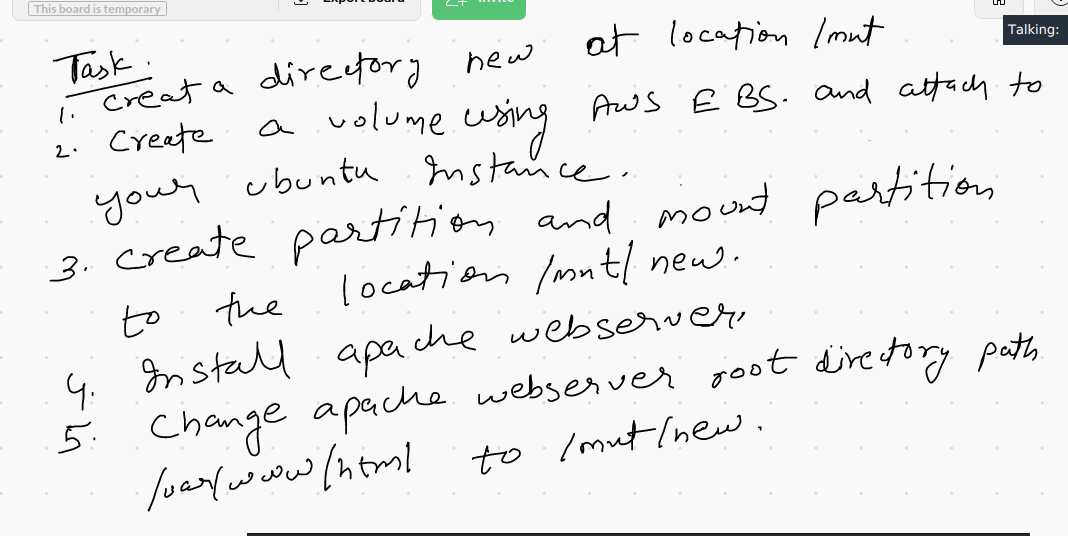 This board is temporary
Export board
Invite
Talking:
Task.
1. Creat a directory new at location /mnt
2. Create a volume using AWS EBS. and attach to
your ubuntu Instance.
3. Create partition and mount partition
to the location /mnt/ new.
4. Install apache webserver,
5. Change apache webserver root directory path
/var/www/html to /mnt/new.